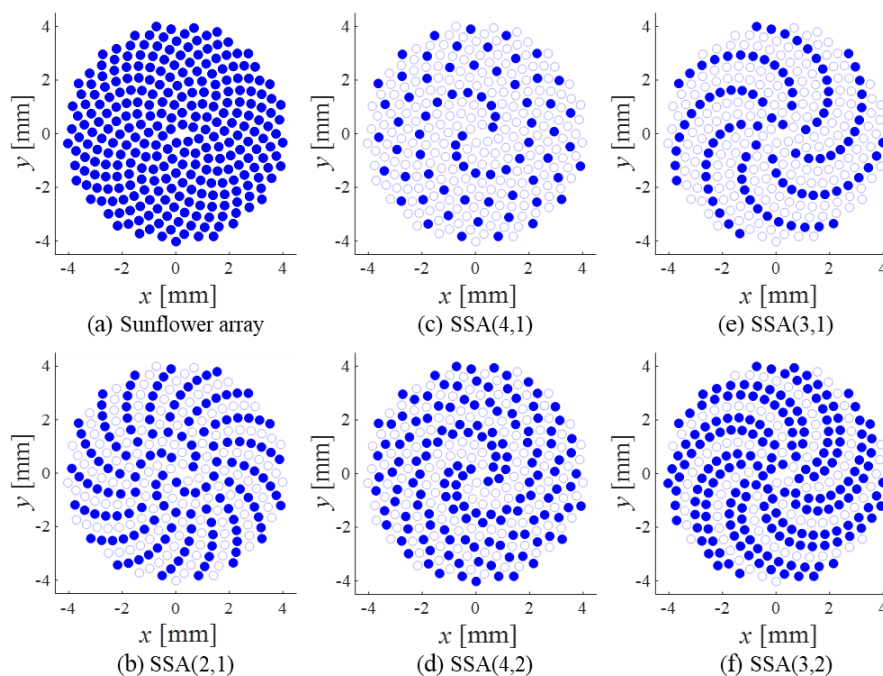 4
2
0
-2
-4
y [mm]
-4 -2 0 2 4
x [mm]
(a) Sunflower array
4
2
0
-2
-4
y [mm]
-4 -2 0 2 4
x [mm]
(c) SSA(4,1)
4
2
0
-2
-4
y [mm]
-4 -2 0 2 4
x [mm]
(e) SSA(3,1)
4
2
0
-2
-4
y [mm]
-4 -2 0 2 4
x [mm]
(b) SSA(2,1)
4
2
0
-2
-4
y [mm]
-4 -2 0 2 4
x [mm]
(d) SSA(4,2)
4
2
0
-2
-4
y [mm]
-4 -2 0 2 4
x [mm]
(f) SSA(3,2)